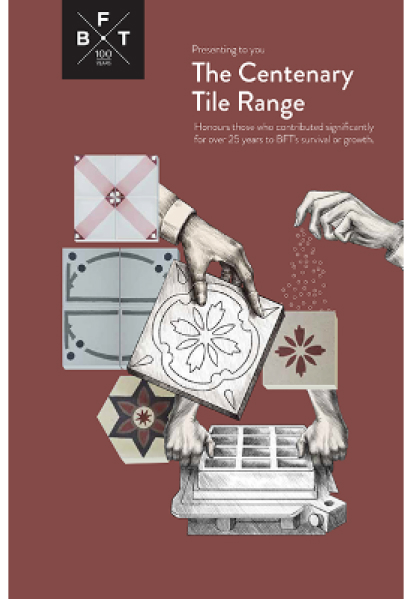 F
B T
100
YEARS
Presenting to you
The Centenary
Tile Range
Honours those who contributed significantly
for over 25 years to BFT's survival or growth.